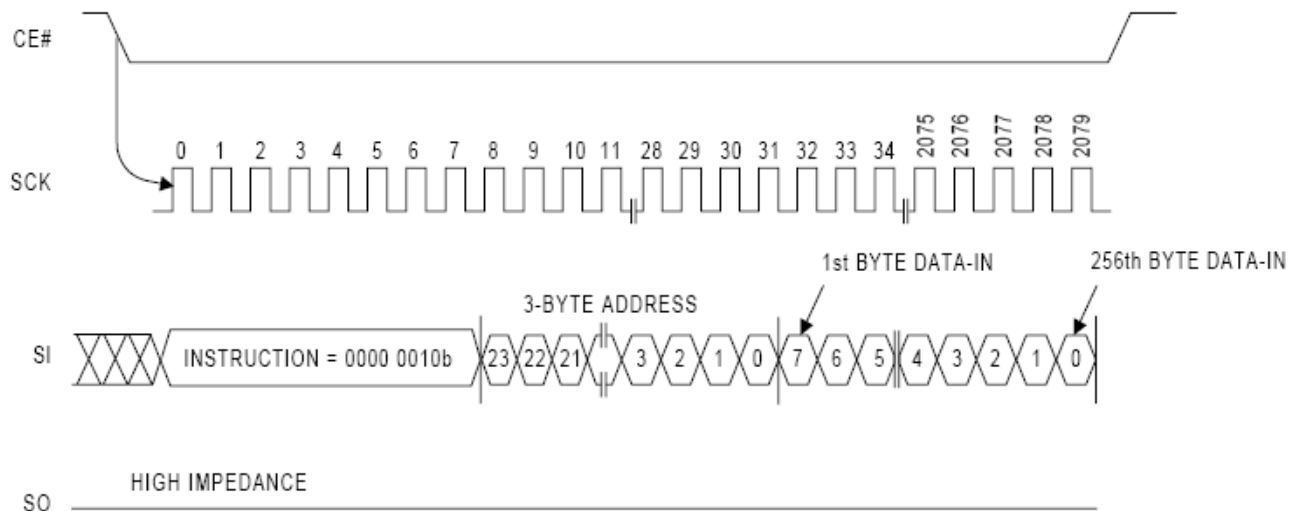 CE#
0 1 2 3 4 5 6 7 8 9 10 11 28 29 30 31 32 33 34 2075 2076 2077 2078 2079
SCK
1st BYTE DATA-IN
256th BYTE DATA-IN
3-BYTE ADDRESS
SI
INSTRUCTION = 0000 0010b
23 22 21 3 2 1 0 7 6 5 4 3 2 1 0
HIGH IMPEDANCE
SO